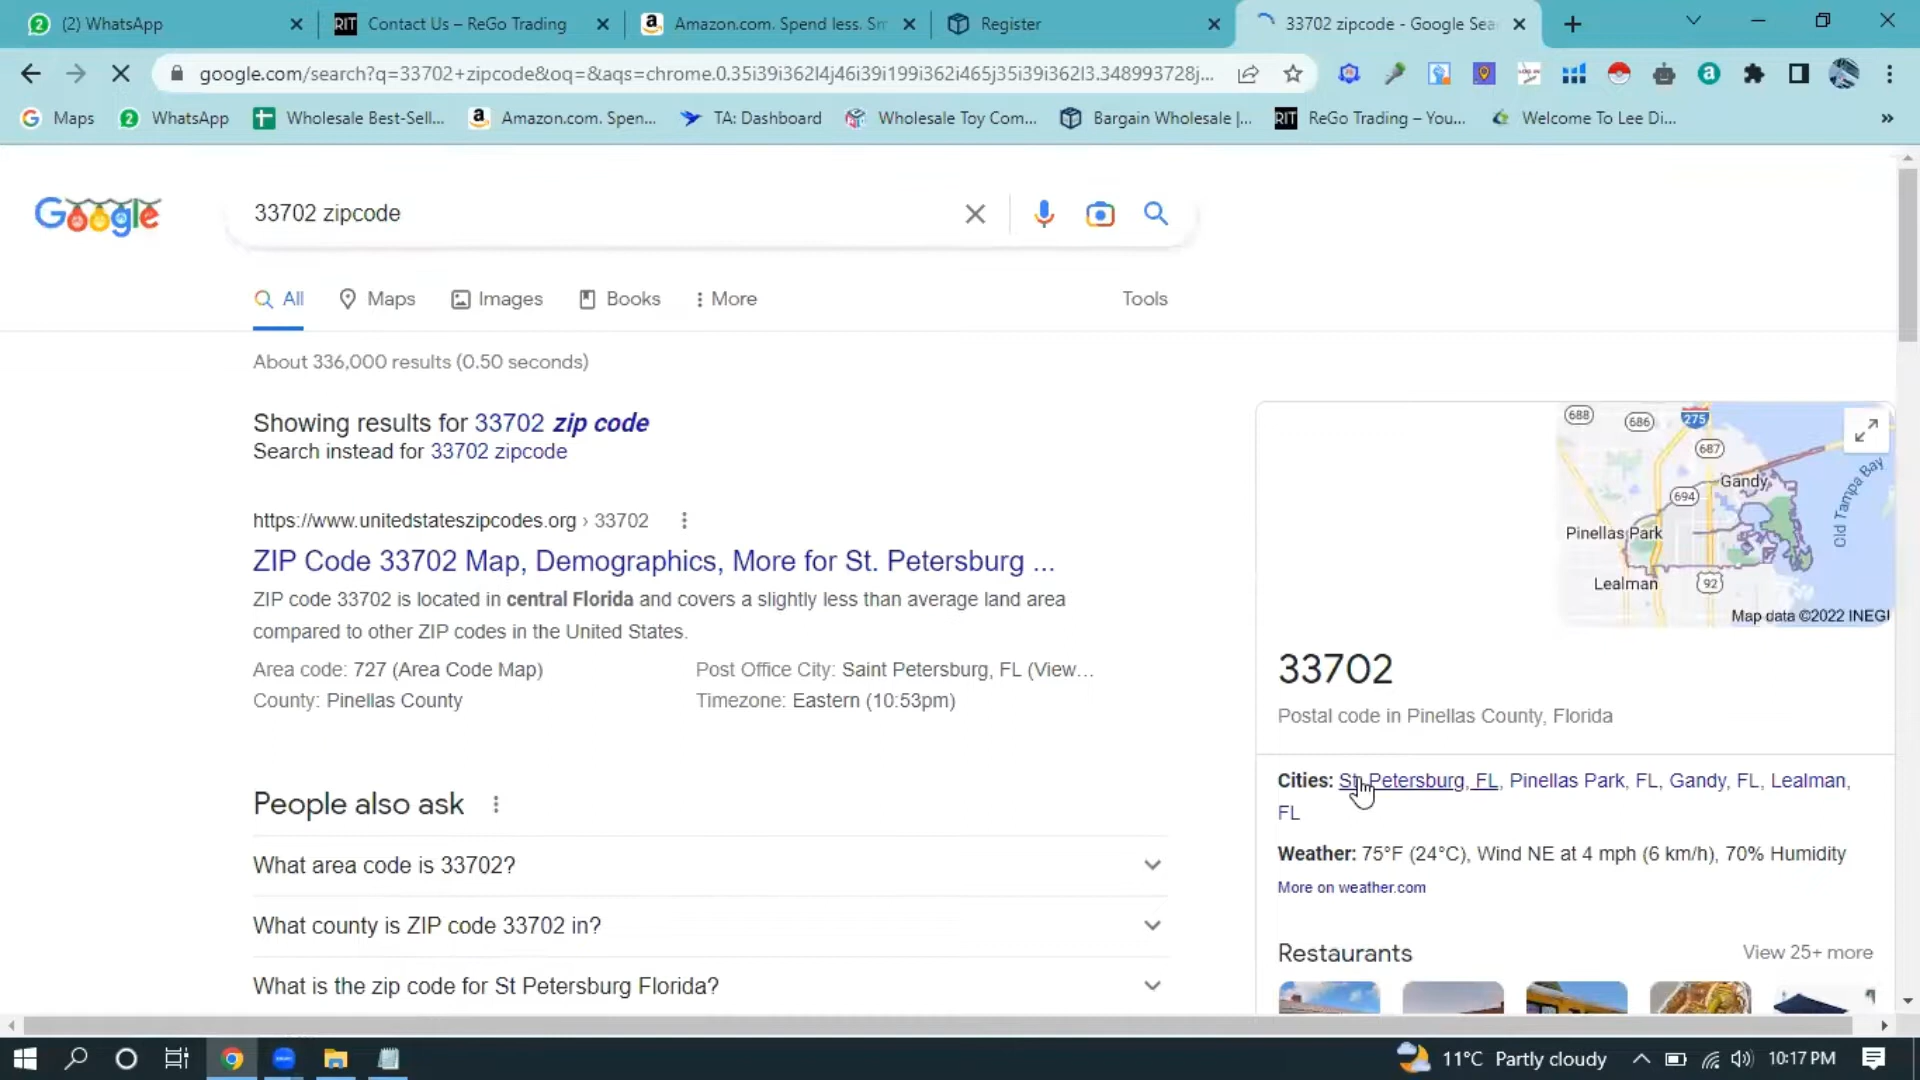 (2) WhatsApp
RIT Contact Us – ReGo Trading
Amazon.com. Spend less. Sm
Register
33702 zipcode - Google Sea
google.com/search?q=33702+zipcode&oq=&aqs=chrome.0.35i39i362l4j46i39i199i362i465j35i39i362l3.348993728j...
Maps
WhatsApp
Wholesale Best-Sell...
Amazon.com. Spen...
TA: Dashboard
Wholesale Toy Com...
Bargain Wholesale |...
RIT ReGo Trading – You...
Welcome To Lee Di...
»
Google
33702 zipcode
All
Maps
Images
Books
More
Tools
About 336,000 results (0.50 seconds)
Showing results for 33702 zip code
Search instead for 33702 zipcode
https://www.unitedstateszipcodes.org › 33702
ZIP Code 33702 Map, Demographics, More for St. Petersburg ...
ZIP code 33702 is located in central Florida and covers a slightly less than average land area
compared to other ZIP codes in the United States.
Area code: 727 (Area Code Map)
Post Office City: Saint Petersburg, FL (View...
County: Pinellas County
Timezone: Eastern (10:53pm)
People also ask
What area code is 33702?
What county is ZIP code 33702 in?
What is the zip code for St Petersburg Florida?
688
686
275
687
Gandy
694
Old Tampa Bay
Pinellas Park
Lealman
92
Map data ©2022 INEGI
33702
Postal code in Pinellas County, Florida
Cities: St. Petersburg, FL, Pinellas Park, FL, Gandy, FL, Lealman,
FL
Weather: 75°F (24°C), Wind NE at 4 mph (6 km/h), 70% Humidity
More on weather.com
Restaurants
View 25+ more
11°C Partly cloudy
10:17 PM